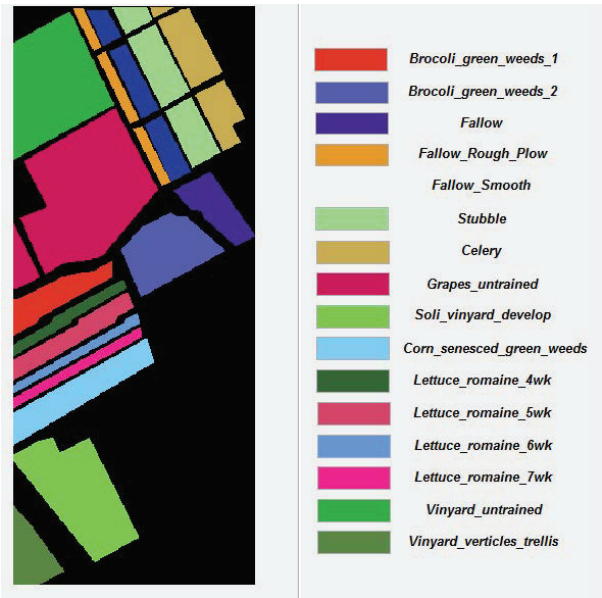 Brocoli_green_weeds_1
Brocoli_green_weeds_2
Fallow
Fallow_Rough_Plow
Fallow_Smooth
Stubble
Celery
Grapes_untrained
Soli_vinyard_develop
Corn_senesced_green_weeds
Lettuce_romaine_4wk
Lettuce_romaine_5wk
Lettuce_romaine_6wk
Lettuce_romaine_7wk
Vinyard_untrained
Vinyard_verticles_trellis